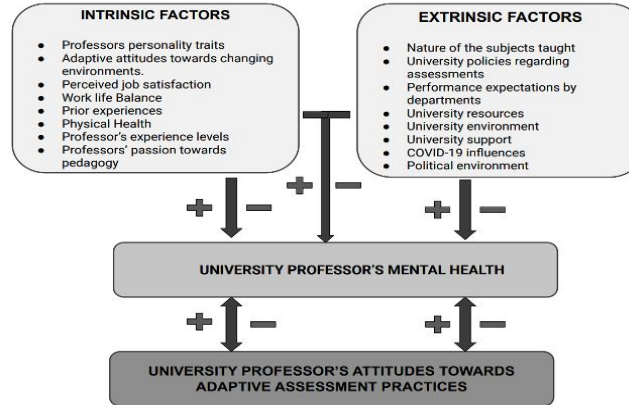 INTRINSIC FACTORS
● Professors personality traits
● Adaptive attitudes towards changing
environments.
● Perceived job satisfaction
● Work life Balance
● Prior experiences
● Physical Health
● Professor's experience levels
● Professors' passion towards
pedagogy
EXTRINSIC FACTORS
● Nature of the subjects taught
● University policies regarding
assessments
● Performance expectations by
departments
● University resources
● University environment
● University support
● COVID-19 influences
● Political environment
UNIVERSITY PROFESSOR'S MENTAL HEALTH
UNIVERSITY PROFESSOR'S ATTITUDES TOWARDS
ADAPTIVE ASSESSMENT PRACTICES